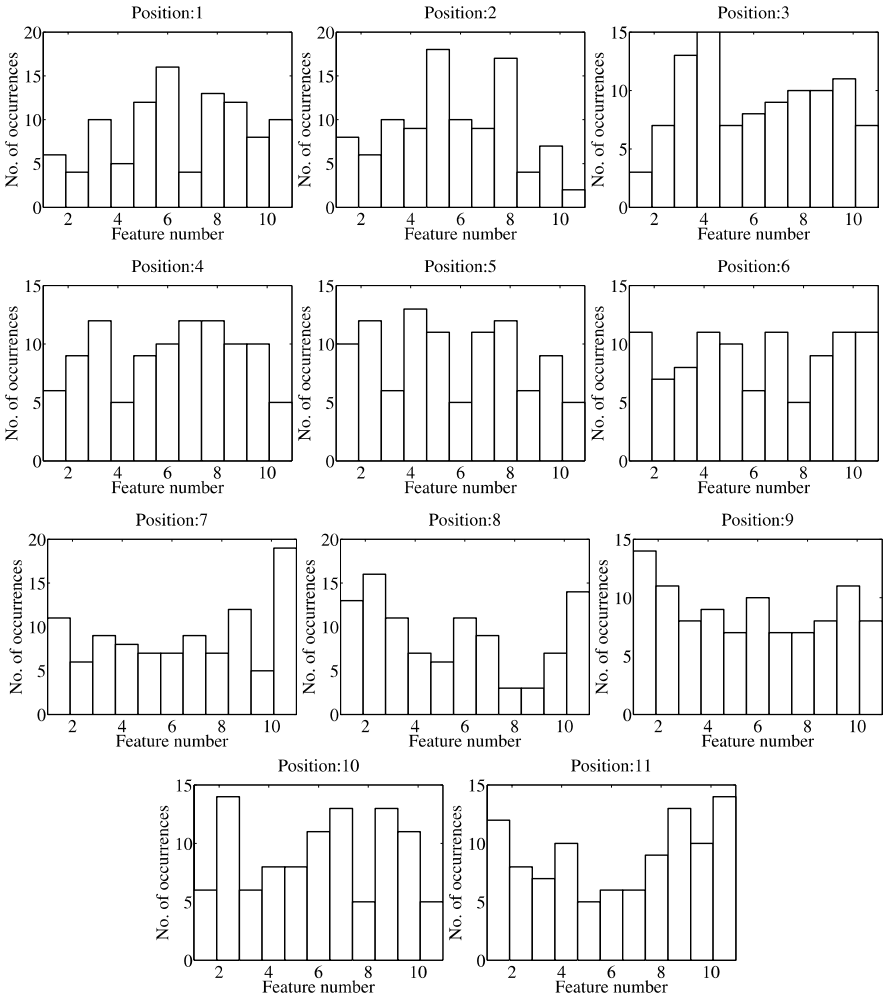 Position:1
20
15
10
5
0
No. of occurrences
2 4 6 8 10
Feature number
Position:2
20
15
10
5
0
No. of occurrences
2 4 6 8 10
Feature number
Position:3
15
10
5
0
No. of occurrences
2 4 6 8 10
Feature number
Position:4
15
10
5
0
No. of occurrences
2 4 6 8 10
Feature number
Position:5
15
10
5
0
No. of occurrences
2 4 6 8 10
Feature number
Position:6
15
10
5
0
No. of occurrences
2 4 6 8 10
Feature number
Position:7
20
15
10
5
0
No. of occurrences
2 4 6 8 10
Feature number
Position:8
20
15
10
5
0
No. of occurrences
2 4 6 8 10
Feature number
Position:9
15
10
5
0
No. of occurrences
2 4 6 8 10
Feature number
Position:10
15
10
5
0
No. of occurrences
2 4 6 8 10
Feature number
Position:11
15
10
5
0
No. of occurrences
2 4 6 8 10
Feature number